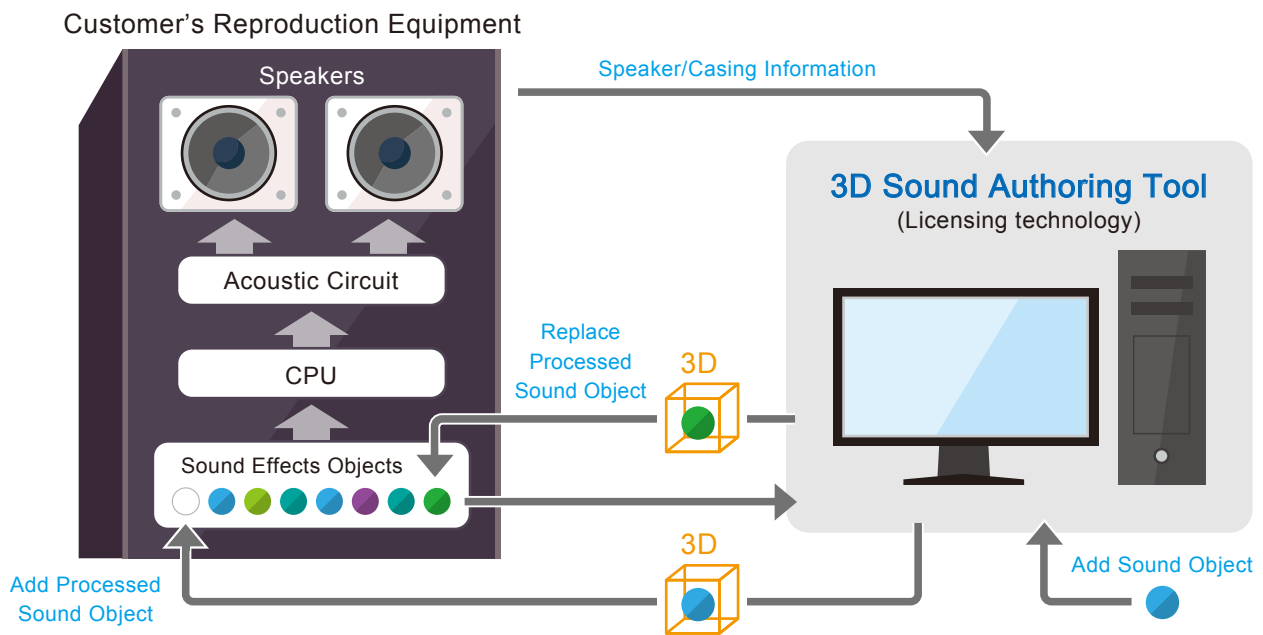 Customer's Reproduction Equipment
Speakers
Speaker/Casing Information
3D Sound Authoring Tool
(Licensing technology)
Acoustic Circuit
CPU
Replace
Processed
Sound Object
3D
Sound Effects Objects
3D
Add Processed
Sound Object
Add Sound Object